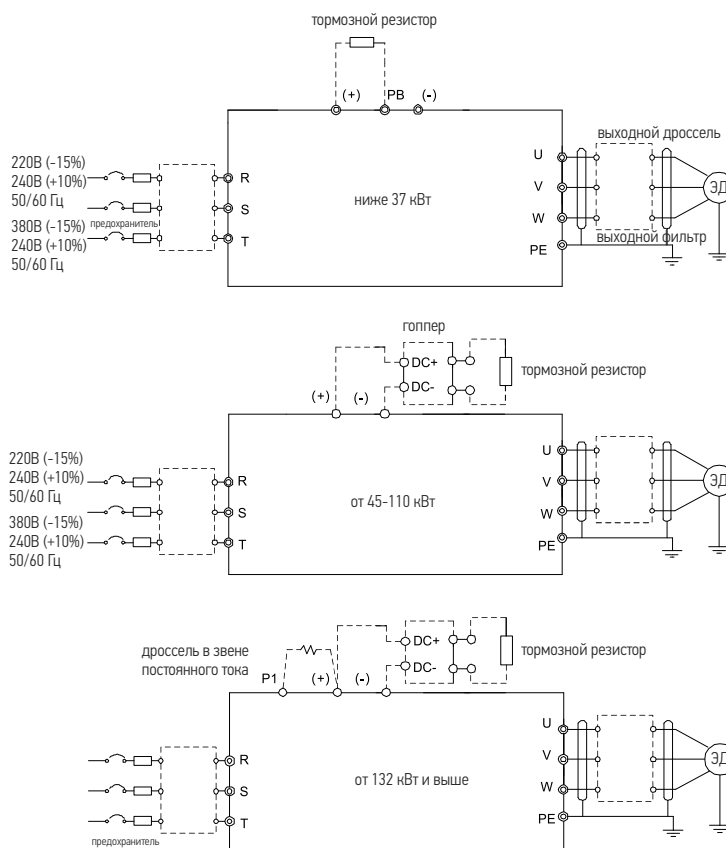 тормозной резистор
(+) PB (-)
220В (-15%)
240В (+10%)
50/60 Гц
380В (-15%)
240В (+10%)
50/60 Гц
предохранитель
R
S
T
ниже 37 кВт
U
V
W
PE
выходной дроссель
выходной фильтр
ЭД
гоппер
DC+
DC-
тормозной резистор
(+) (-)
220В (-15%)
240В (+10%)
50/60 Гц
380В (-15%)
240В (+10%)
50/60 Гц
R
S
T
от 45-110 кВт
U
V
W
PE
ЭД
дроссель в звене
постоянного тока
DC+
DC-
тормозной резистор
P1 (+) (-)
R
S
T
предохранитель
от 132 кВт и выше
U
V
W
PE
ЭД